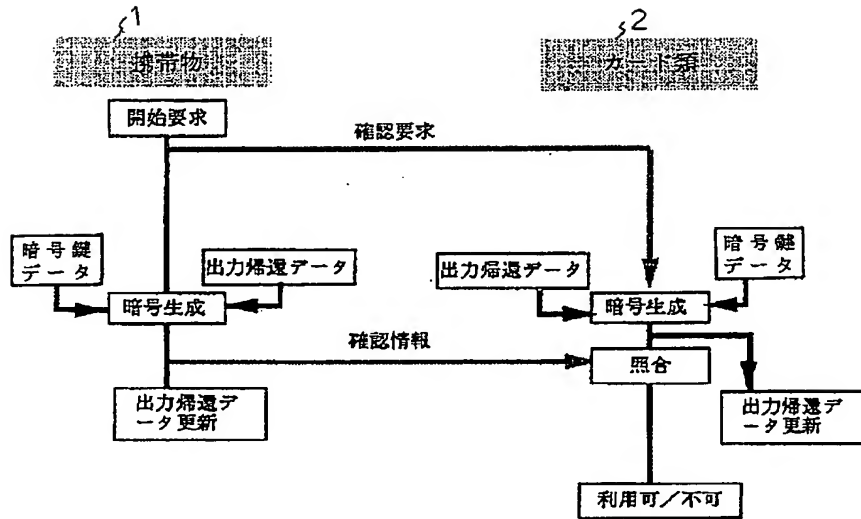 1
2
携帯物
カード類
開始要求
確認要求
暗号鍵
データ
出力帰還データ
出力帰還データ
暗号鍵
データ
暗号生成
暗号生成
確認情報
照合
出力帰還デ
ータ更新
出力帰還デ
ータ更新
利用可／不可